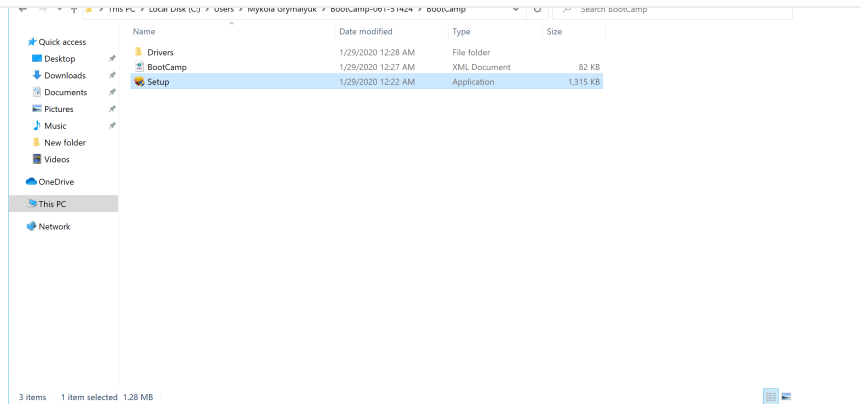 This PC > Local Disk (C:) > Users > Mykola Grymalyuk > BootCamp-061-51424 > BootCamp
Search BootCamp
Name Date modified Type Size
Quick access
Desktop
Downloads
Documents
Pictures
Music
New folder
Videos
OneDrive
This PC
Network
Drivers 1/29/2020 12:28 AM File folder
BootCamp 1/29/2020 12:27 AM XML Document 82 KB
Setup 1/29/2020 12:22 AM Application 1,315 KB
3 items 1 item selected 1.28 MB